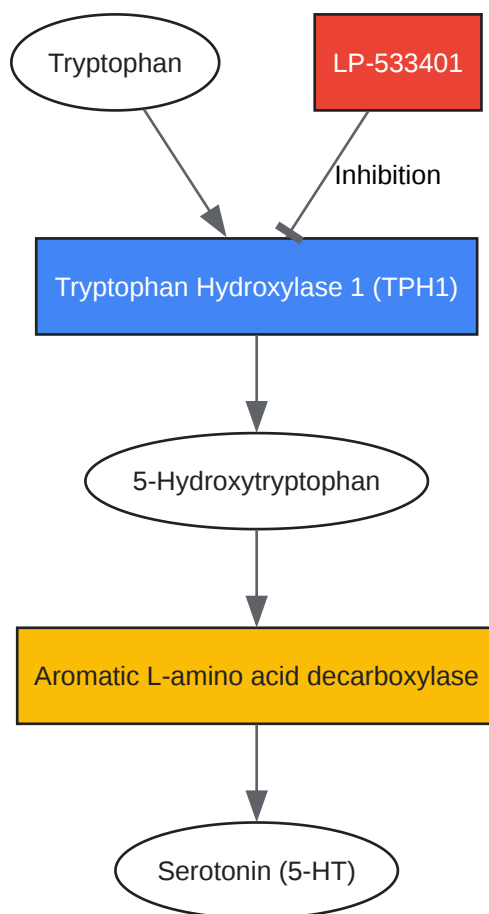 Tryptophan
LP-533401
Inhibition
Tryptophan Hydroxylase 1 (TPH1)
5-Hydroxytryptophan
Aromatic L-amino acid decarboxylase
Serotonin (5-HT)